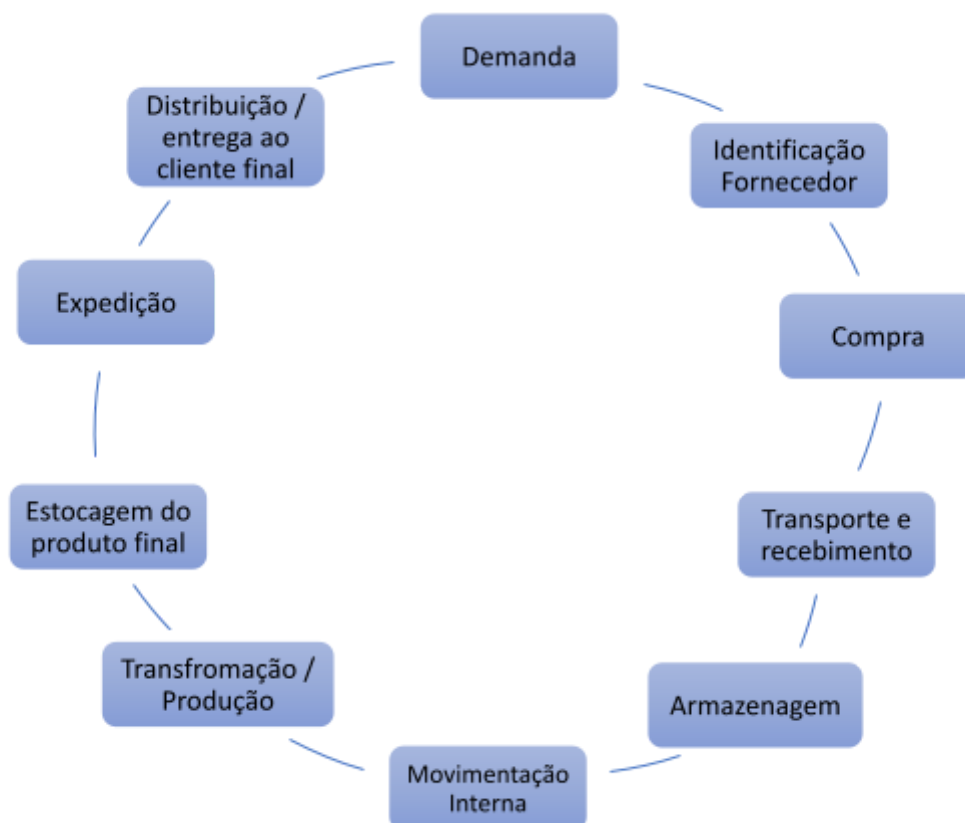 Demanda
Identificação
Fornecedor
Compra
Transporte e
recebimento
Armazenagem
Movimentação
Interna
Transfromação /
Produção
Estocagem do
produto final
Expedição
Distribuição /
entrega ao
cliente final